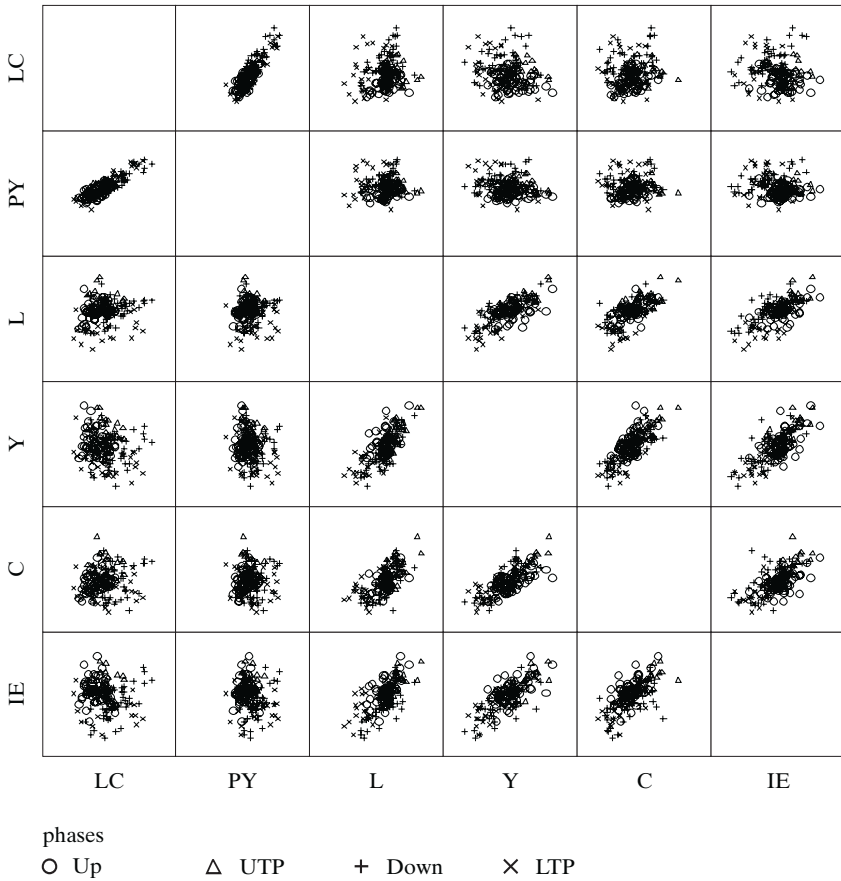 LC
PY
L
Y
C
IE
LC PY L Y C IE
phases
Up UTP Down LTP